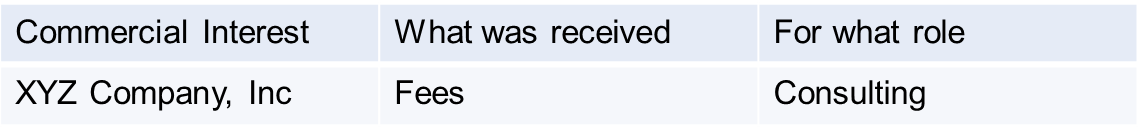 Commercial Interest What was received For what role
XYZ Company, Inc Fees Consulting